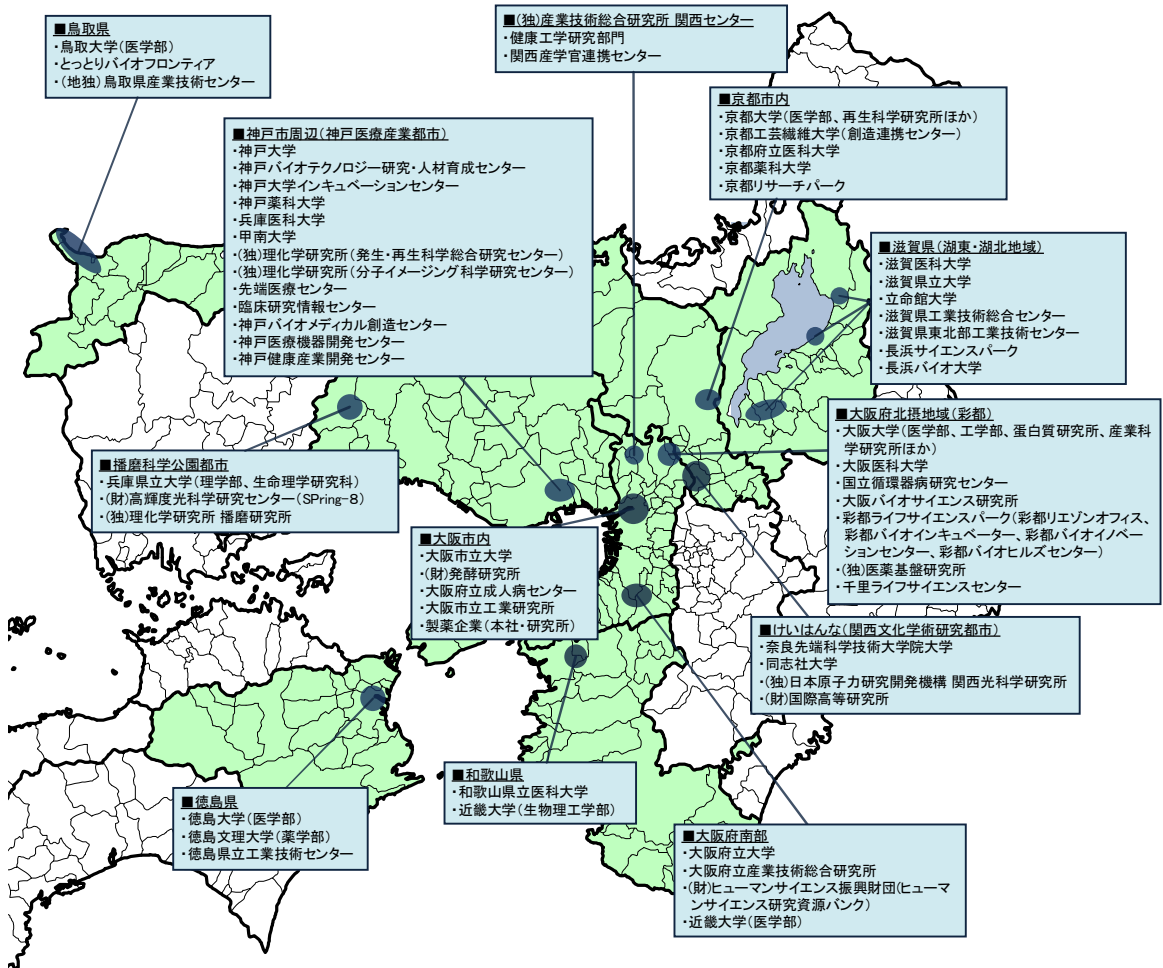 ■鳥取県
・鳥取大学(医学部)
・とっとりバイオフロンティア
・(地独)鳥取県産業技術センター
■(独)産業技術総合研究所 関西センター
・健康工学研究部門
・関西産学官連携センター
■京都市内
・京都大学(医学部、再生科学研究所ほか)
・京都工芸繊維大学(創造連携センター)
・京都府立医科大学
・京都薬科大学
・京都リサーチパーク
■神戸市周辺(神戸医療産業都市)
・神戸大学
・神戸バイオテクノロジー研究・人材育成センター
・神戸大学インキュベーションセンター
・神戸薬科大学
・兵庫医科大学
・甲南大学
・(独)理化学研究所(発生・再生科学総合研究センター)
・(独)理化学研究所(分子イメージング科学研究センター)
・先端医療センター
・臨床研究情報センター
・神戸バイオメディカル創造センター
・神戸医療機器開発センター
・神戸健康産業開発センター
■滋賀県(湖東・湖北地域)
・滋賀医科大学
・滋賀県立大学
・立命館大学
・滋賀県工業技術総合センター
・滋賀県東北部工業技術センター
・長浜サイエンスパーク
・長浜バイオ大学
■大阪府北摂地域(彩都)
・大阪大学(医学部、工学部、蛋白質研究所、産業科
学研究所ほか)
・大阪医科大学
・国立循環器病研究センター
・大阪バイオサイエンス研究所
・彩都ライフサイエンスパーク(彩都リエゾンオフィス、
彩都バイオインキュベーター、彩都バイオイノベー
ションセンター、彩都バイオヒルズセンター)
・(独)医薬基盤研究所
・千里ライフサイエンスセンター
■播磨科学公園都市
・兵庫県立大学(理学部、生命理学研究科)
・(財)高輝度光科学研究センター(SPring-8)
・(独)理化学研究所 播磨研究所
■大阪市内
・大阪市立大学
・(財)発酵研究所
・大阪府立成人病センター
・大阪市立工業研究所
・製薬企業(本社・研究所)
■けいはんな(関西文化学術研究都市)
・奈良先端科学技術大学院大学
・同志社大学
・(独)日本原子力研究開発機構 関西光科学研究所
・(財)国際高等研究所
■和歌山県
・和歌山県立医科大学
・近畿大学(生物理工学部)
■徳島県
・徳島大学(医学部)
・徳島文理大学(薬学部)
・徳島県立工業技術センター
■大阪府南部
・大阪府立大学
・大阪府立産業技術総合研究所
・(財)ヒューマンサイエンス振興財団(ヒューマ
ンサイエンス研究資源バンク)
・近畿大学(医学部)